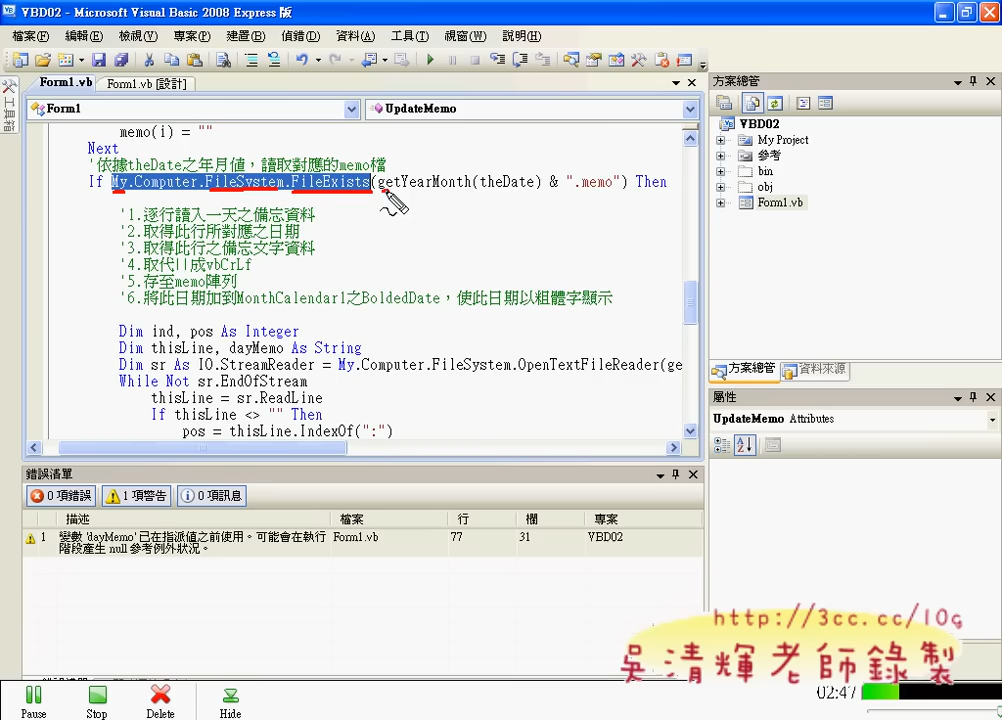 VBD02 - Microsoft Visual Basic 2008 Express 版
檔案(F) 編輯(E) 檢視(V) 專案(P) 建置(B) 偵錯(D) 資料(A) 工具(T) 視窗(W) 說明(H)
Form1.vb Form1.vb [設計]
工具箱
Form1 UpdateMemo
memo(i) = ""
Next
'依據theDate之年月值，讀取對應的memo檔
If My.Computer.FileSystem.FileExists(getYearMonth(theDate) & ".memo") Then
'1.逐行讀入一天之備忘資料
'2.取得此行所對應之日期
'3.取得此行之備忘文字資料
'4.取代||成vbCrLf
'5.存至memo陣列
'6.將此日期加到MonthCalendar1之BoldedDate，使此日期以粗體字顯示
Dim ind, pos As Integer
Dim thisLine, dayMemo As String
Dim sr As IO.StreamReader = My.Computer.FileSystem.OpenTextFileReader(ge
While Not sr.EndOfStream
thisLine = sr.ReadLine
If thisLine <> "" Then
pos = thisLine.IndexOf(":")
方案總管
VBD02
My Project
參考
bin
obj
Form1.vb
方案總管 資料來源
屬性
UpdateMemo Attributes
錯誤清單
0 項錯誤 1 項警告 0 項訊息
描述 檔案 行 欄 專案
1 變數 'dayMemo' 已在指派值之前使用。可能會在執行階段產生 null 參考例外狀況。 Form1.vb 77 31 VBD02
http://3cc.cc/10g
吳清輝老師錄製
02:47
Pause Stop Delete Hide